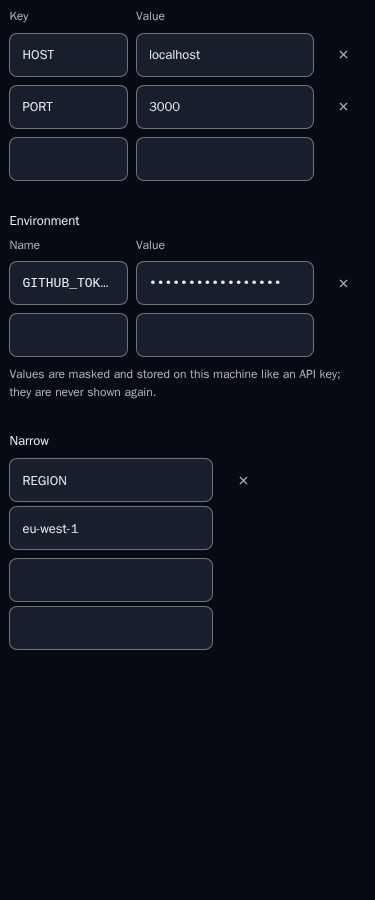 Key Value
HOST localhost ×
PORT 3000 ×
Environment
Name Value
GITHUB_TOK… ••••••••••••••••• ×
Values are masked and stored on this machine like an API key;
they are never shown again.
Narrow
REGION ×
eu-west-1